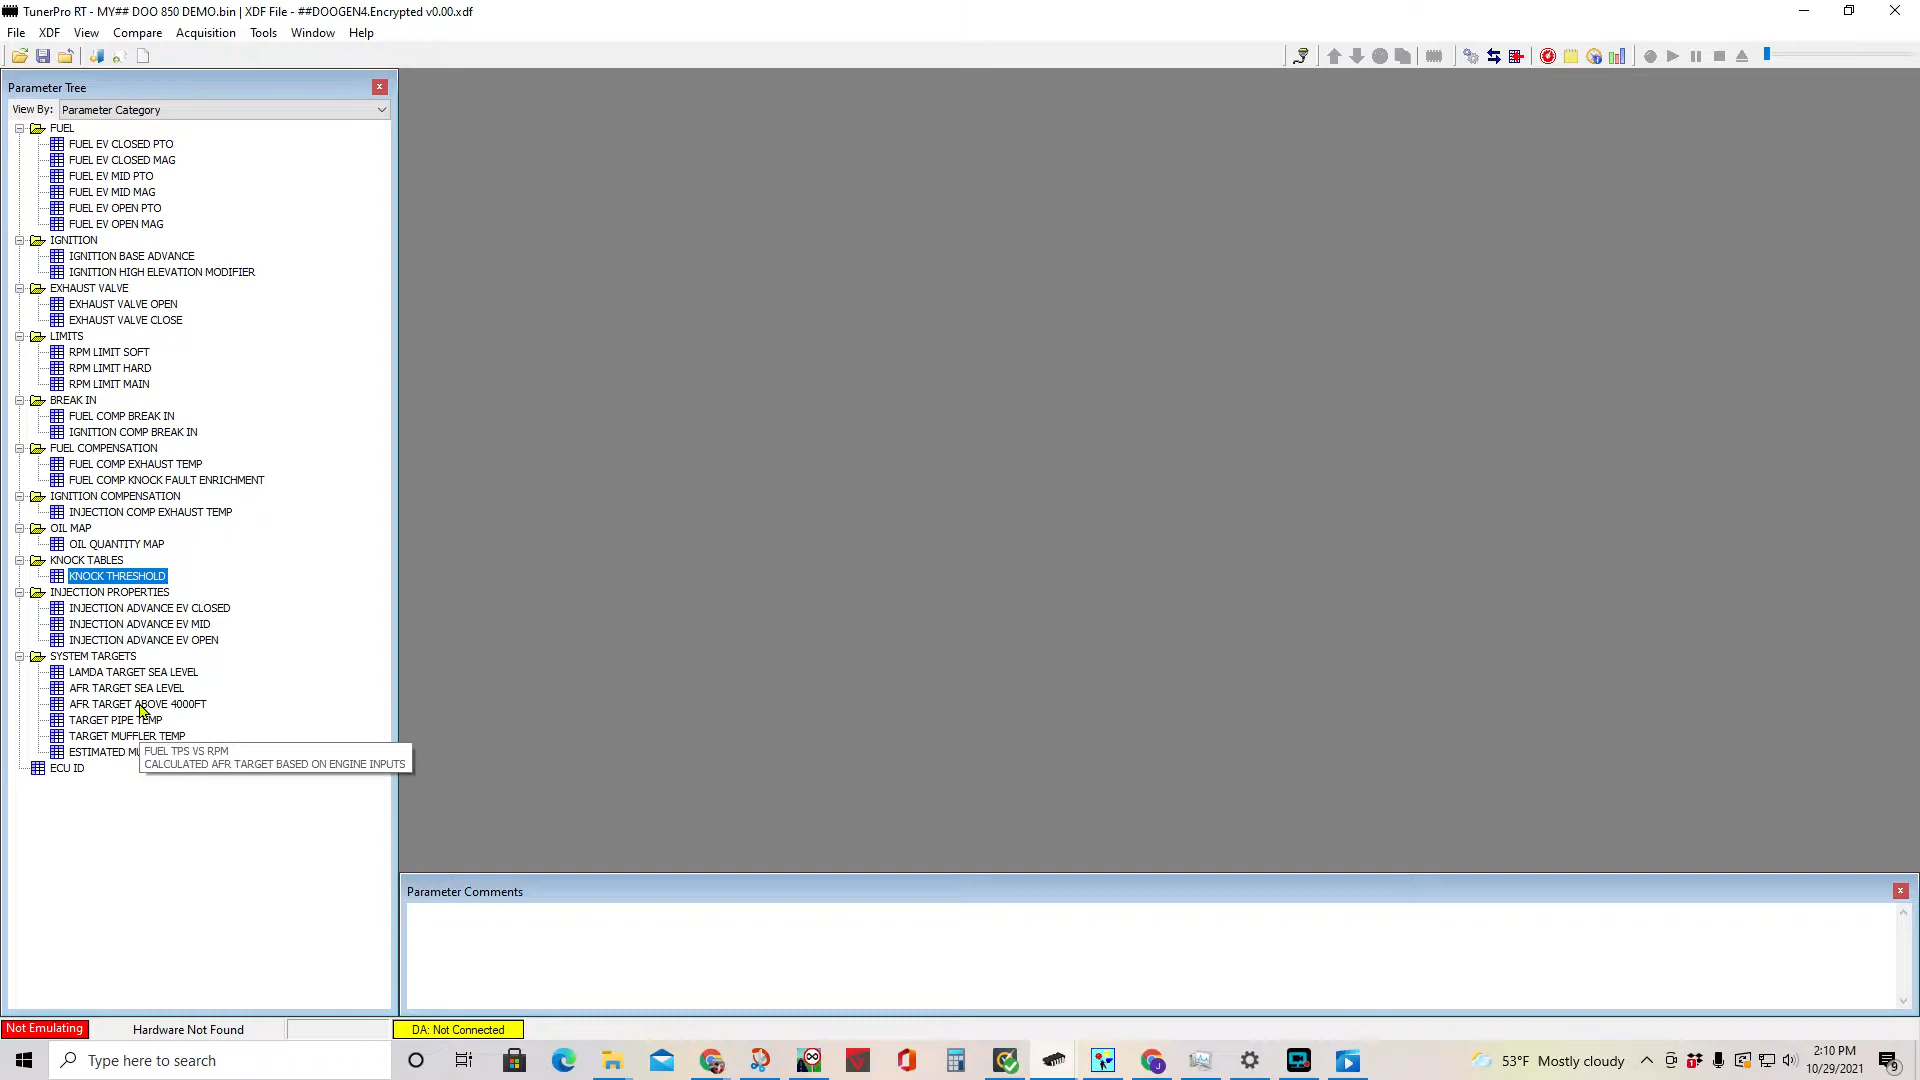 TunerPro RT - MY## DOO 850 DEMO.bin | XDF File - ##DOOGEN4.Encrypted v0.00.xdf
File XDF View Compare Acquisition Tools Window Help
Parameter Tree
View By: Parameter Category
FUEL
FUEL EV CLOSED PTO
FUEL EV CLOSED MAG
FUEL EV MID PTO
FUEL EV MID MAG
FUEL EV OPEN PTO
FUEL EV OPEN MAG
IGNITION
IGNITION BASE ADVANCE
IGNITION HIGH ELEVATION MODIFIER
EXHAUST VALVE
EXHAUST VALVE OPEN
EXHAUST VALVE CLOSE
LIMITS
RPM LIMIT SOFT
RPM LIMIT HARD
RPM LIMIT MAIN
BREAK IN
FUEL COMP BREAK IN
IGNITION COMP BREAK IN
FUEL COMPENSATION
FUEL COMP EXHAUST TEMP
FUEL COMP KNOCK FAULT ENRICHMENT
IGNITION COMPENSATION
INJECTION COMP EXHAUST TEMP
OIL MAP
OIL QUANTITY MAP
KNOCK TABLES
KNOCK THRESHOLD
INJECTION PROPERTIES
INJECTION ADVANCE EV CLOSED
INJECTION ADVANCE EV MID
INJECTION ADVANCE EV OPEN
SYSTEM TARGETS
LAMDA TARGET SEA LEVEL
AFR TARGET SEA LEVEL
AFR TARGET ABOVE 4000FT
TARGET PIPE TEMP
TARGET MUFFLER TEMP
ESTIMATED MU
FUEL TPS VS RPM
CALCULATED AFR TARGET BASED ON ENGINE INPUTS
ECU ID
Parameter Comments
Not Emulating Hardware Not Found DA: Not Connected
Type here to search
53°F Mostly cloudy
2:10 PM
10/29/2021
9